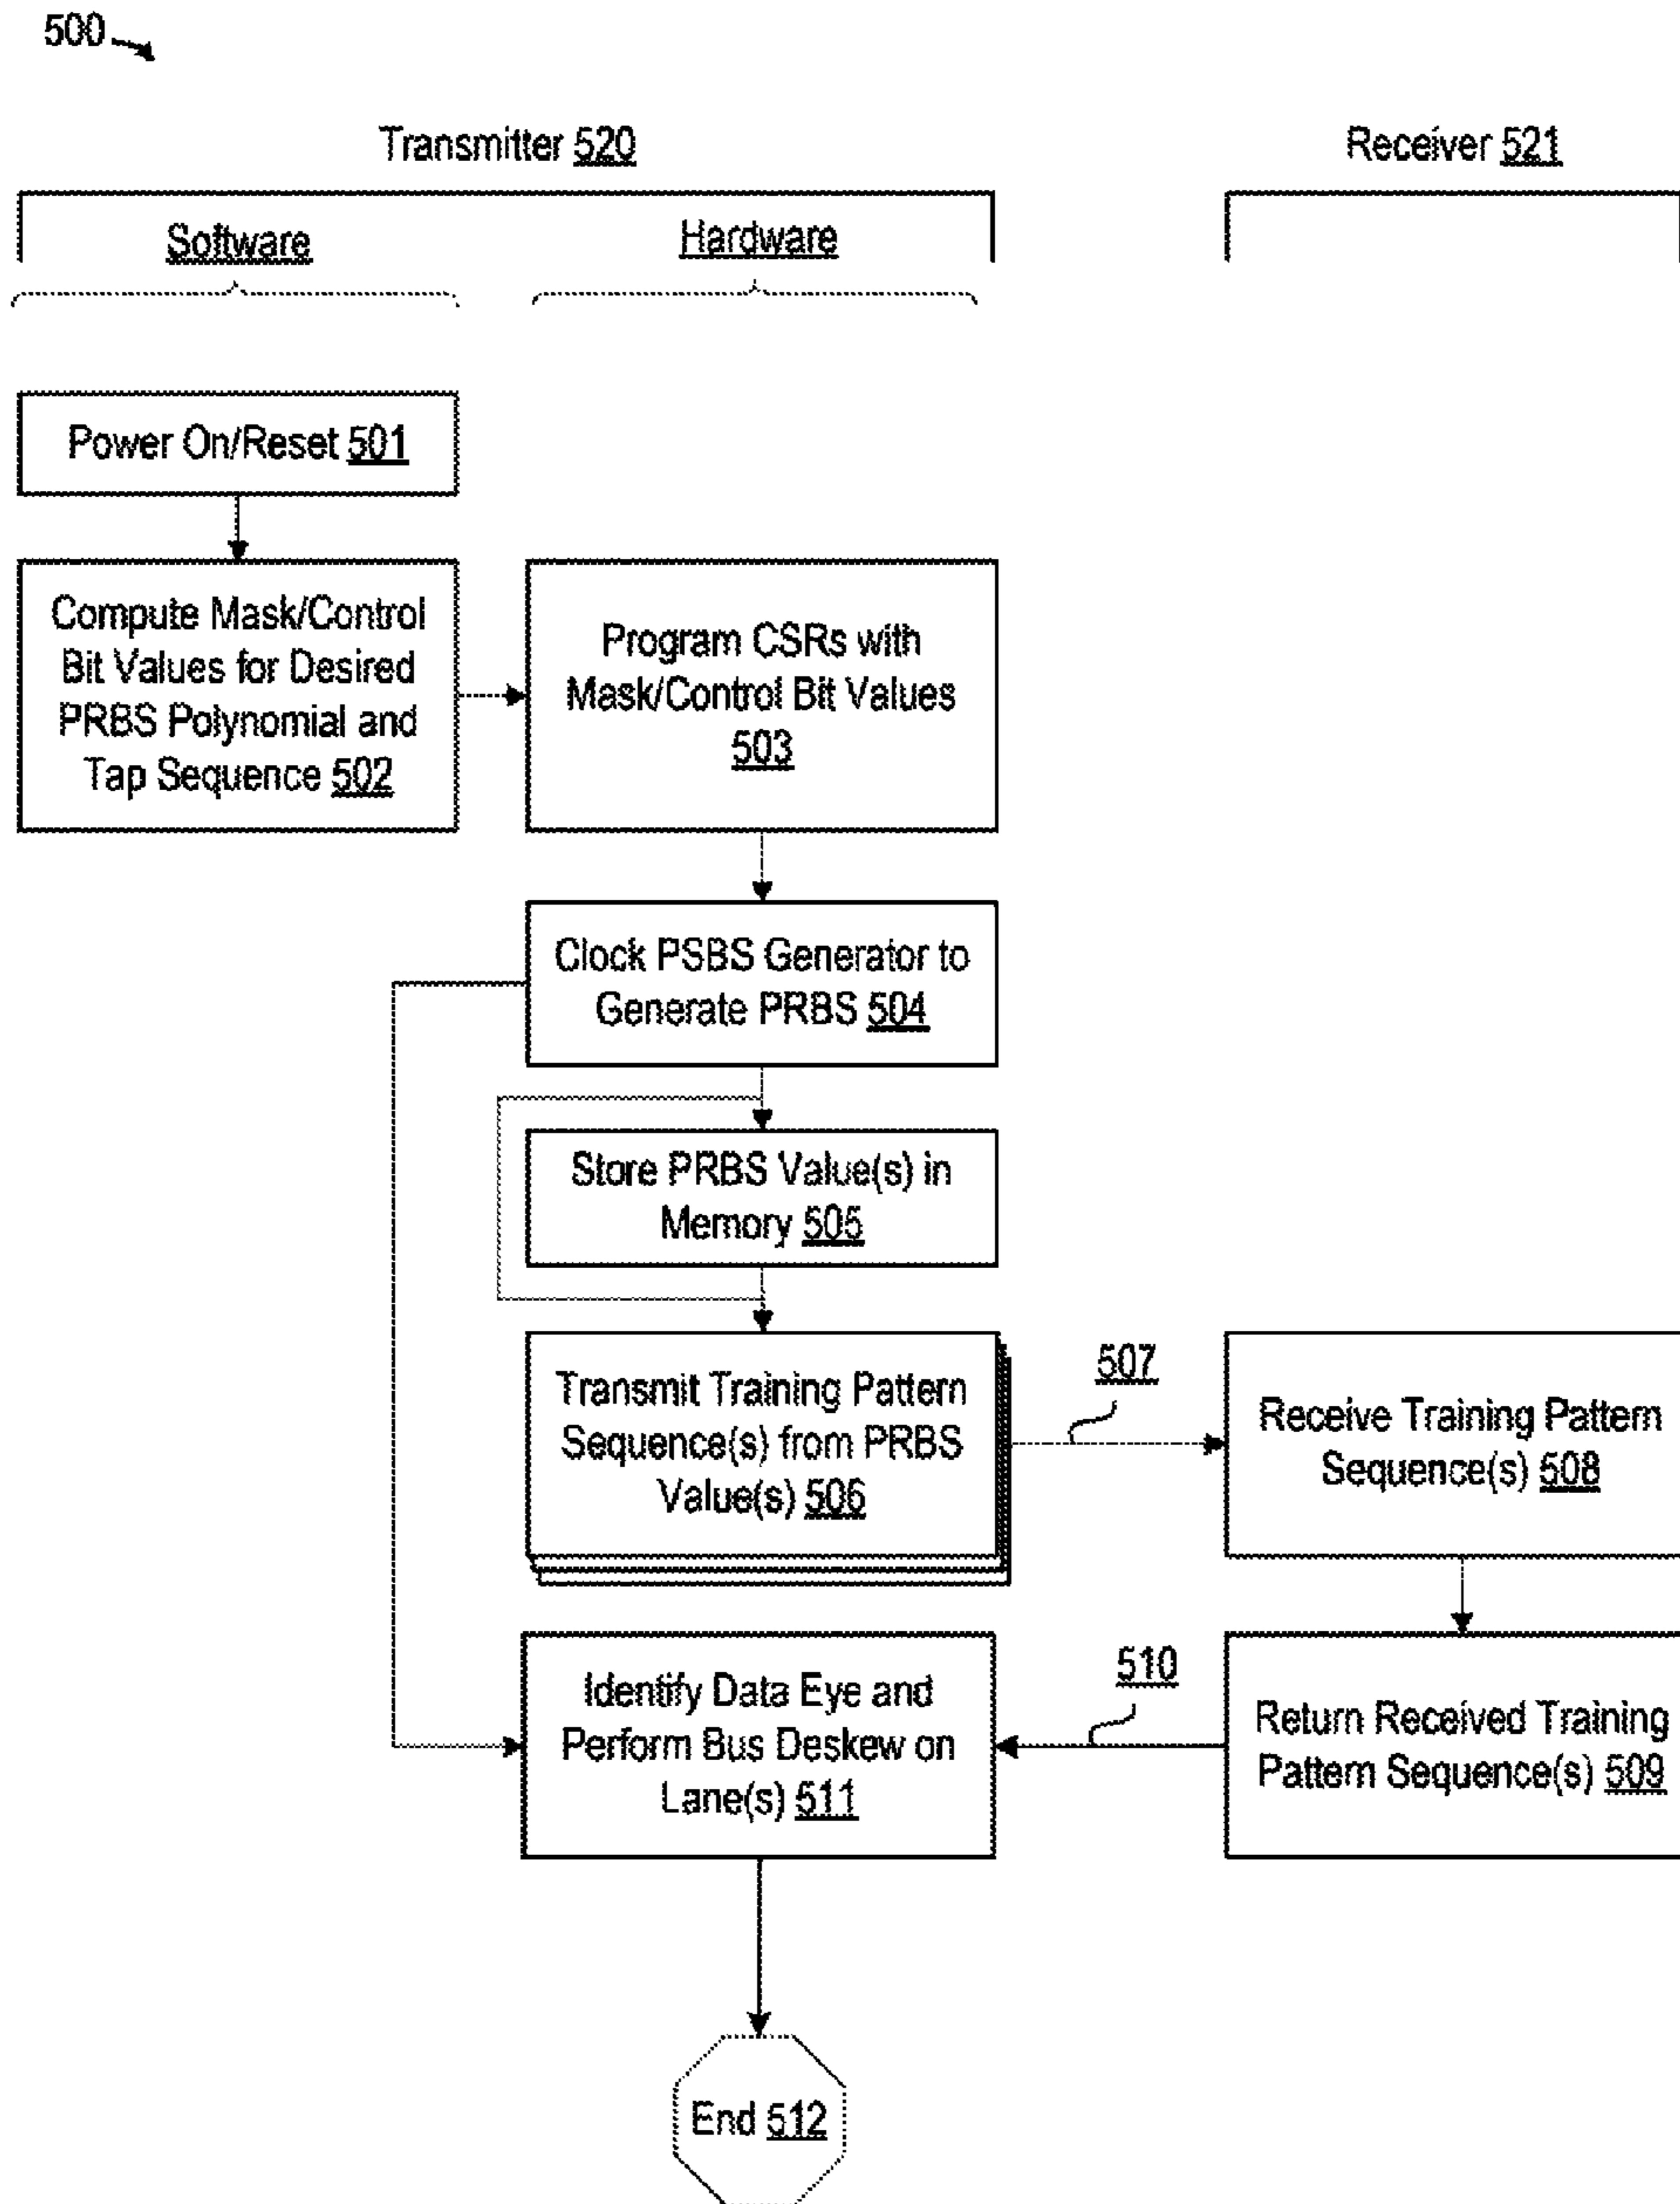 500
Transmitter 520
Receiver 521
Software
Hardware
Power On/Reset 501
Compute Mask/Control
Bit Values for Desired
PRBS Polynomial and
Tap Sequence 502
Program CSRs with
Mask/Control Bit Values
503
Clock PSBS Generator to
Generate PRBS 504
Store PRBS Value(s) in
Memory 505
Transmit Training Pattern
Sequence(s) from PRBS
Value(s) 506
507
Receive Training Pattern
Sequence(s) 508
Identify Data Eye and
Perform Bus Deskew on
Lane(s) 511
510
Return Received Training
Pattern Sequence(s) 509
End 512